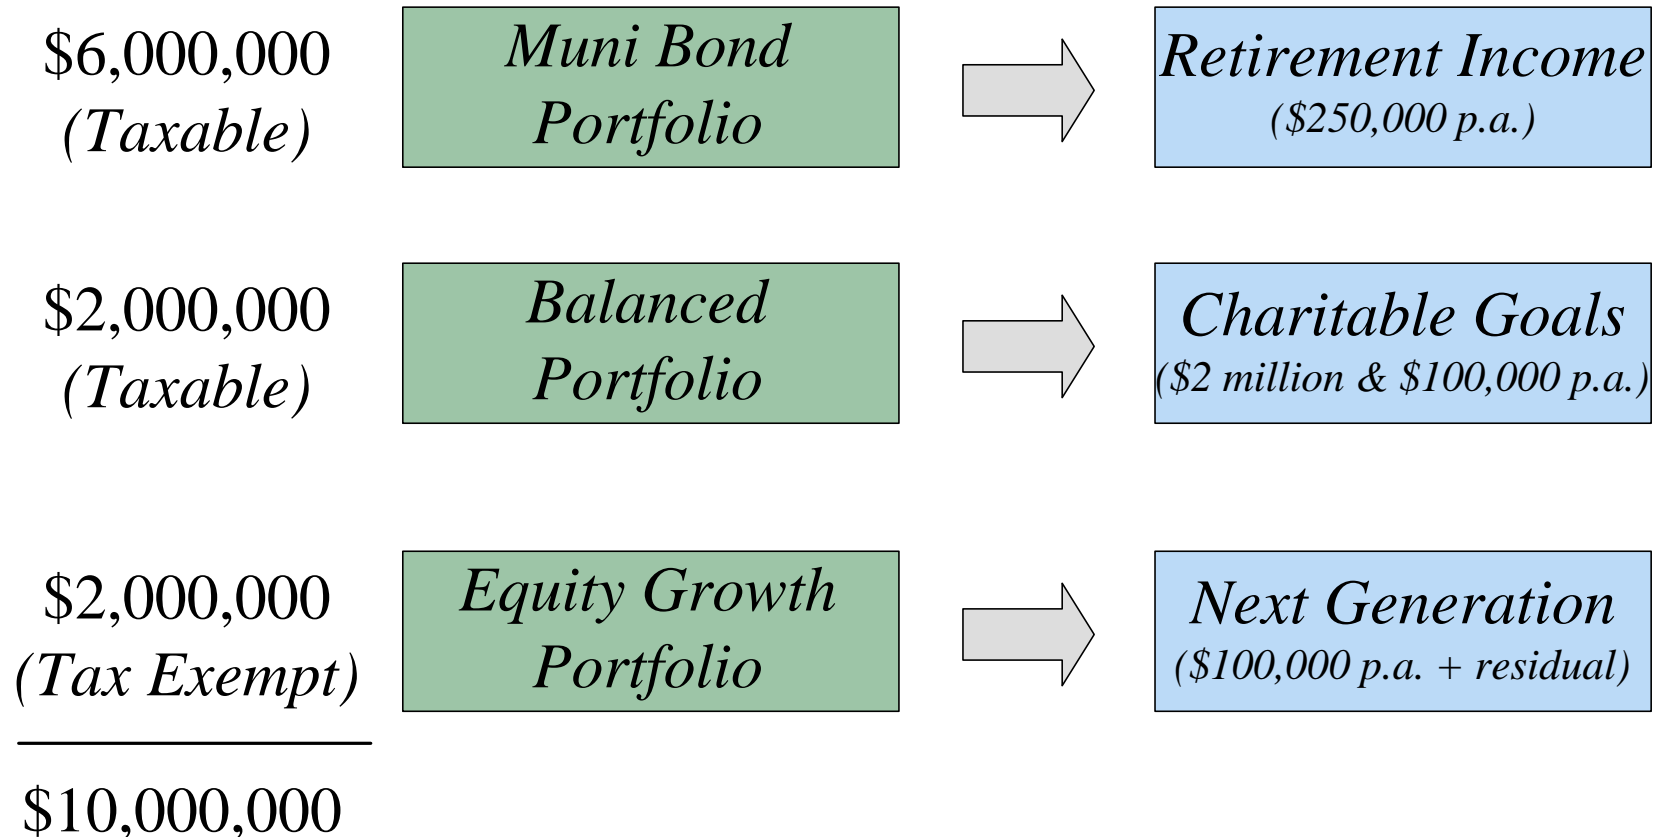 $6,000,000
(Taxable)
Muni Bond
Portfolio
Retirement Income
($250,000 p.a.)
$2,000,000
(Taxable)
Balanced
Portfolio
Charitable Goals
($2 million & $100,000 p.a.)
$2,000,000
(Tax Exempt)
Equity Growth
Portfolio
Next Generation
($100,000 p.a. + residual)
$10,000,000